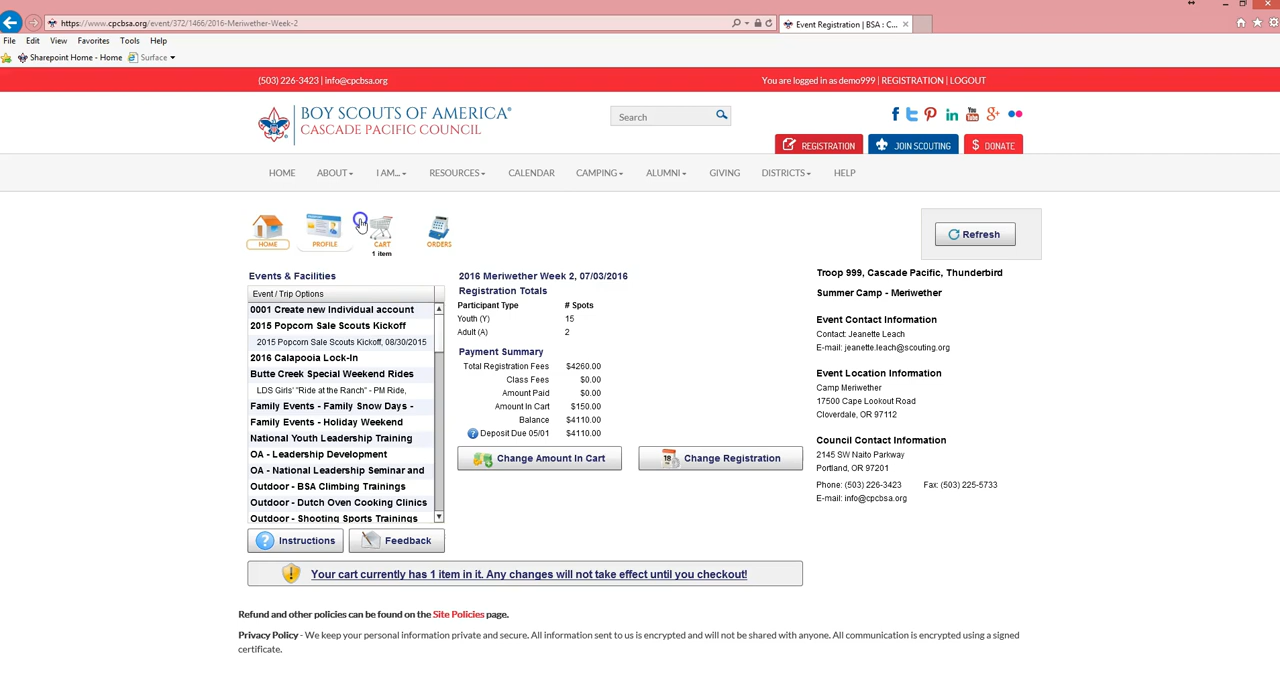 https://www.cpcbsa.org/event/372/1466/2016-Meriwether-Week-2
Event Registration | BSA : C...
File Edit View Favorites Tools Help
Sharepoint Home - Home Surface
(503) 226-3423 | info@cpcbsa.org
You are logged in as demo999 | REGISTRATION | LOGOUT
BOY SCOUTS OF AMERICA®
CASCADE PACIFIC COUNCIL
Search
REGISTRATION JOIN SCOUTING $ DONATE
HOME ABOUT I AM... RESOURCES CALENDAR CAMPING ALUMNI GIVING DISTRICTS HELP
HOME PROFILE CART ORDERS
1 item
Refresh
Events & Facilities
Event / Trip Options
0001 Create new Individual account
2015 Popcorn Sale Scouts Kickoff
2015 Popcorn Sale Scouts Kickoff, 08/30/2015
2016 Calapooia Lock-In
Butte Creek Special Weekend Rides
LDS Girls' "Ride at the Ranch" - PM Ride,
Family Events - Family Snow Days -
Family Events - Holiday Weekend
National Youth Leadership Training
OA - Leadership Development
OA - National Leadership Seminar and
Outdoor - BSA Climbing Trainings
Outdoor - Dutch Oven Cooking Clinics
Outdoor - Shooting Sports Trainings
Instructions Feedback
2016 Meriwether Week 2, 07/03/2016
Registration Totals
Participant Type # Spots
Youth (Y) 15
Adult (A) 2
Payment Summary
Total Registration Fees $4260.00
Class Fees $0.00
Amount Paid $0.00
Amount In Cart $150.00
Balance $4110.00
Deposit Due 05/01 $4110.00
Change Amount In Cart Change Registration
Troop 999, Cascade Pacific, Thunderbird
Summer Camp - Meriwether
Event Contact Information
Contact: Jeanette Leach
E-mail: jeanette.leach@scouting.org
Event Location Information
Camp Meriwether
17500 Cape Lookout Road
Cloverdale, OR 97112
Council Contact Information
2145 SW Naito Parkway
Portland, OR 97201
Phone: (503) 226-3423 Fax: (503) 225-5733
E-mail: info@cpcbsa.org
Your cart currently has 1 item in it. Any changes will not take effect until you checkout!
Refund and other policies can be found on the Site Policies page.
Privacy Policy - We keep your personal information private and secure. All information sent to us is encrypted and will not be shared with anyone. All communication is encrypted using a signed
certificate.